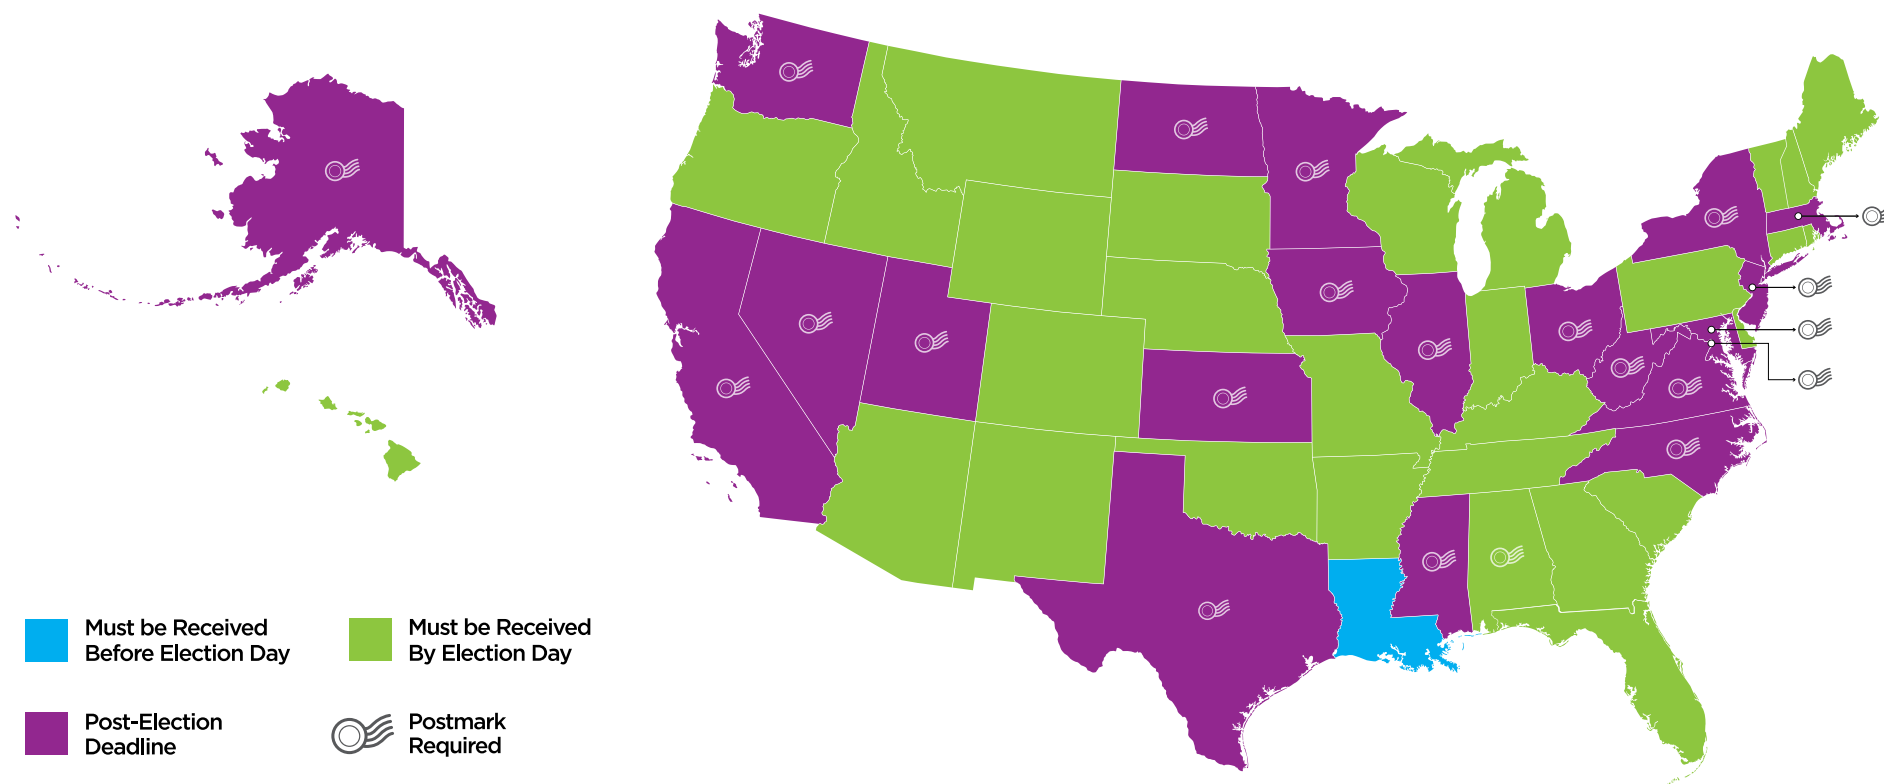 Must be Received
Before Election Day
Must be Received
By Election Day
Post-Election
Deadline
Postmark
Required